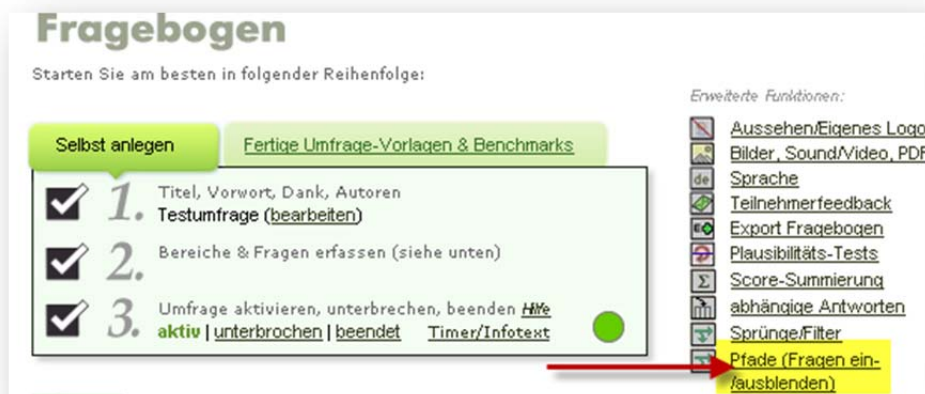 Fragebogen
Starten Sie am besten in folgender Reihenfolge:
Selbst anlegen
Fertige Umfrage-Vorlagen & Benchmarks
1. Titel, Vorwort, Dank, Autoren
Testumfrage (bearbeiten)
2. Bereiche & Fragen erfassen (siehe unten)
3. Umfrage aktivieren, unterbrechen, beenden Hilfe
aktiv | unterbrochen | beendet Timer/Infotext
Erweiterte Funktionen:
Aussehen/Eigenes Logo
Bilder, Sound/Video, PDF
de Sprache
Teilnehmerfeedback
Export Fragebogen
Plausibilitäts-Tests
Σ Score-Summierung
abhängige Antworten
Sprünge/Filter
Pfade (Fragen ein-
/ausblenden)